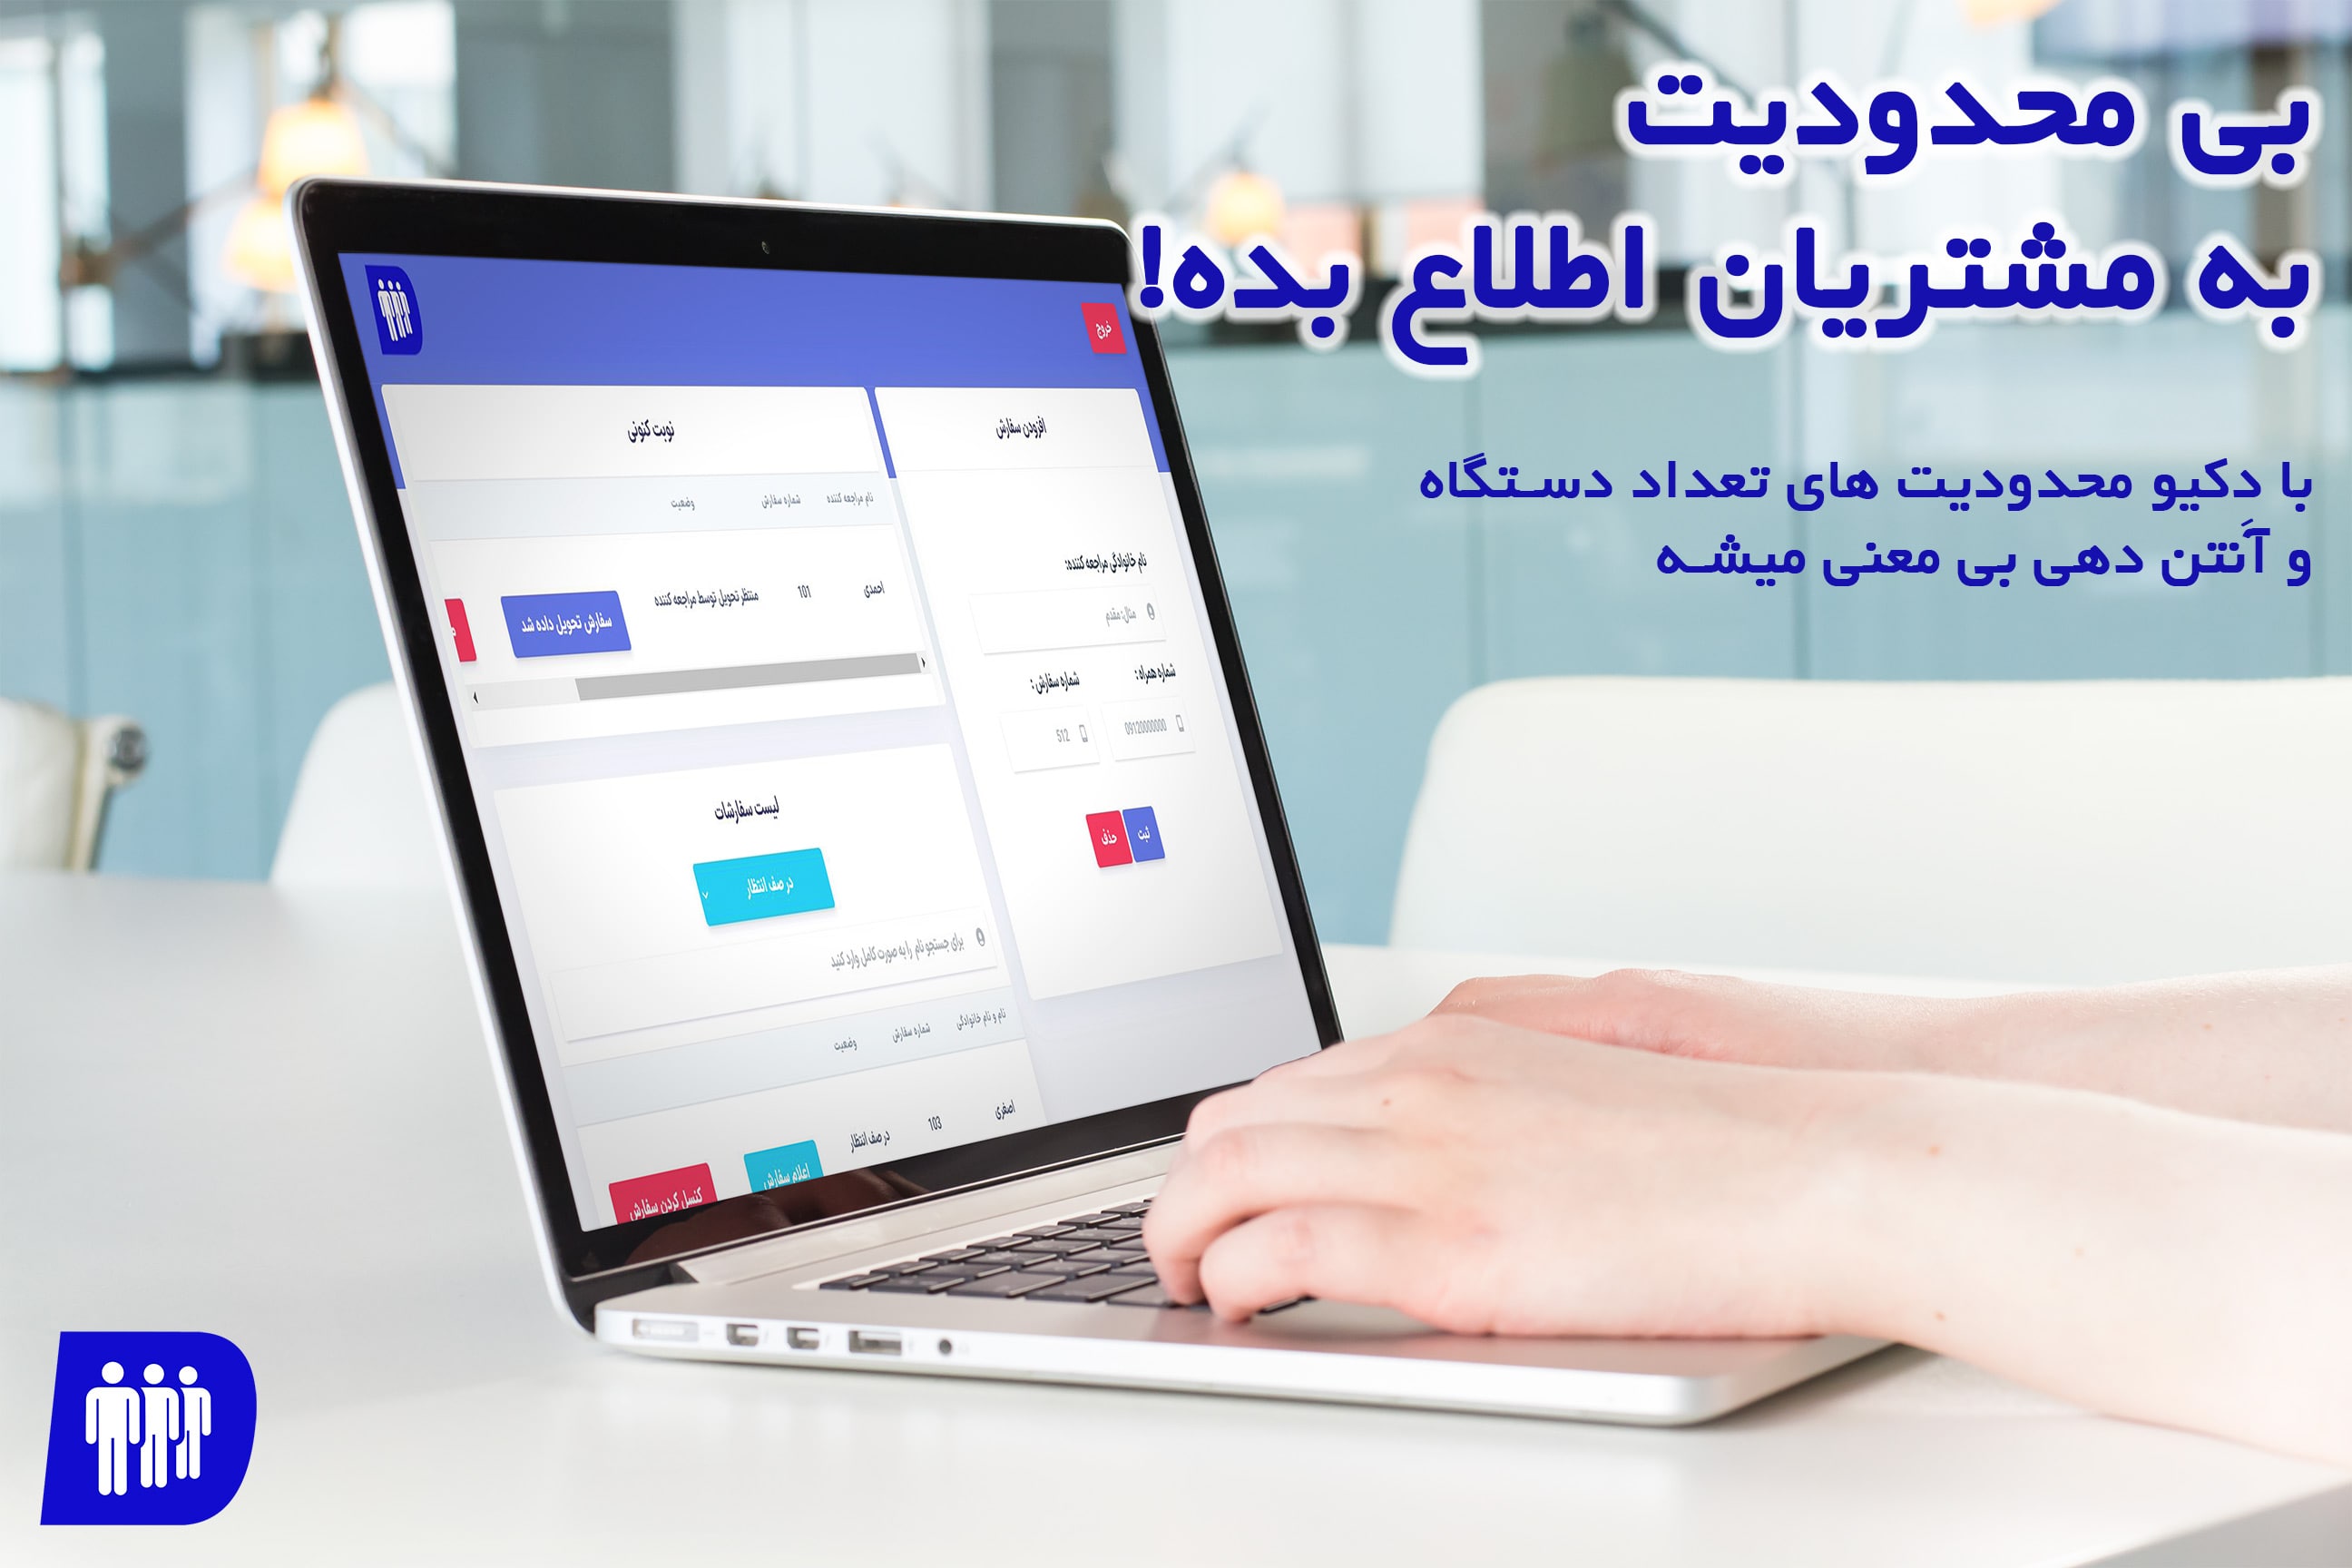 بی محدودیت
به مشتریان اطلاع بده!
با دکیو محدودیت های تعداد دستگاه
و آنتن دهی بی معنی میشه
خروج
افزودن سفارش
نام خانوادگی مراجعه کننده:
مثال: مقدم
شماره همراه : شماره سفارش :
09120000000 512
ثبت حذف
نوبت کنونی
نام مراجعه کننده شماره سفارش وضعیت
احمدی 101 منتظر تحویل توسط مراجعه کننده سفارش تحویل داده شد
لیست سفارشات
در صف انتظار
برای جستجو نام را به صورت کامل وارد کنید
نام و نام خانوادگی شماره سفارش وضعیت
اصغری 103 در صف انتظار اعلام سفارش کنسل کردن سفارش